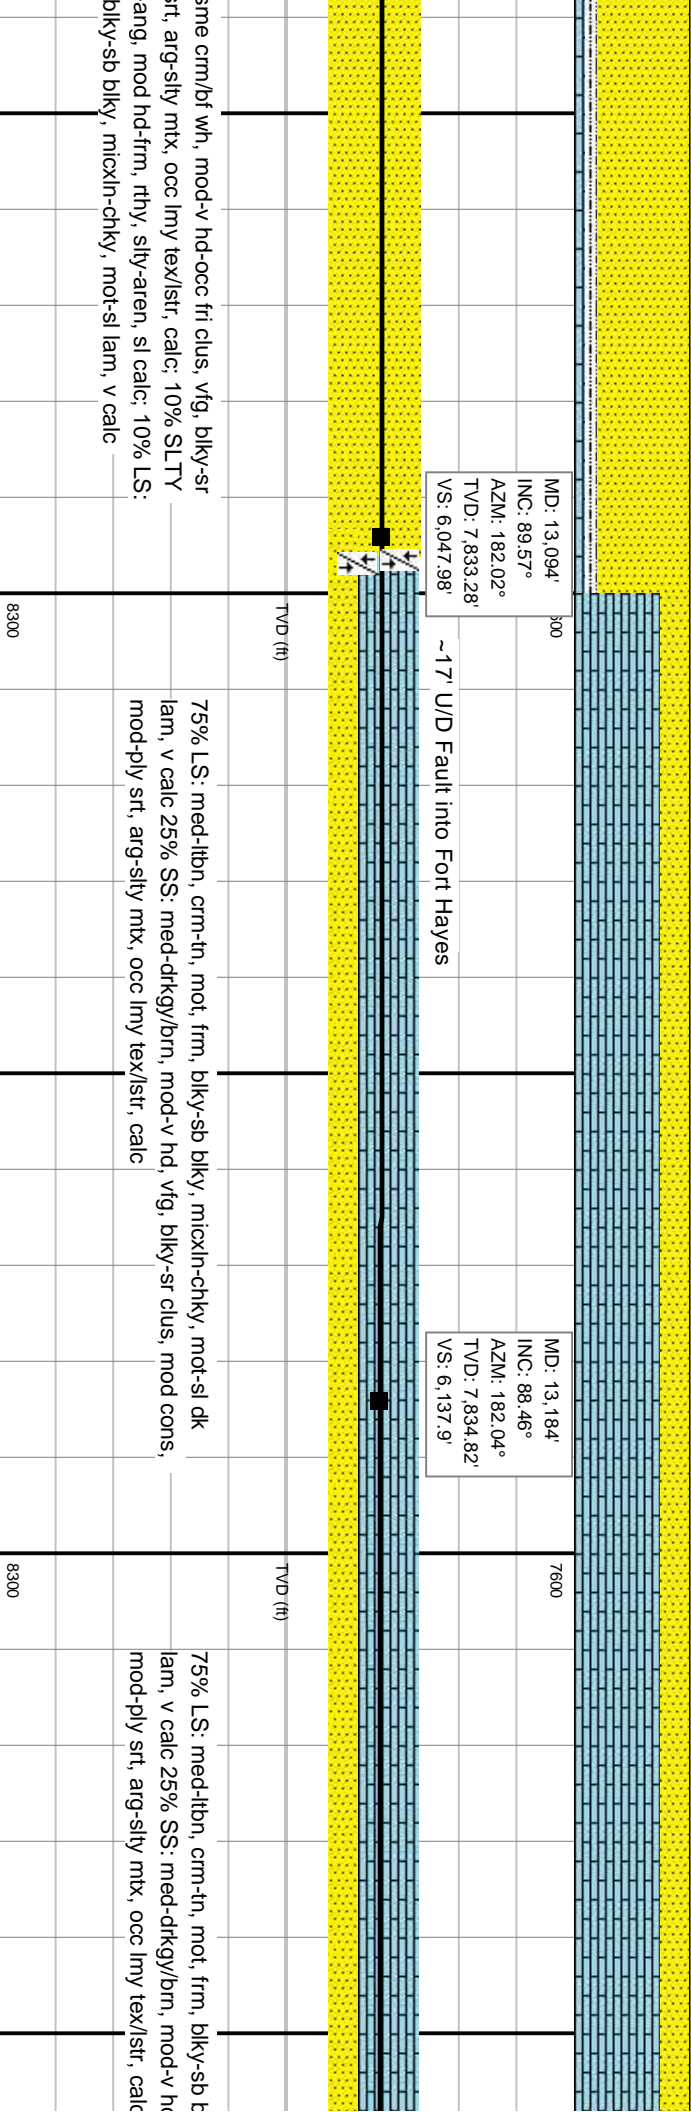 MD: 13,094'
INC: 89.57°
AZM: 182.02°
TVD: 7,833.28'
VS: 6,047.98'
~17' U/D Fault into Fort Hayes
MD: 13,184'
INC: 88.46°
AZM: 182.04°
TVD: 7,834.82'
VS: 6,137.9'
600
7600
TVD (ft)
TVD (ft)
8300
8300
sme crm/bf wh, mod-v hd-occ fri clus, vfg, blky-sr
srt, arg-slty mtx, occ lmy tex/lstr, calc; 10% SLTY
ang, mod hd-frm, rthy, slty-aren, sl calc; 10% LS:
blky-sb blky, micxln-chky, mot-sl lam, v calc
75% LS: med-ltbn, crm-tn, mot, frm, blky-sb blky, micxln-chky, mot-sl dk
lam, v calc 25% SS: med-drkgy/brn, mod-v hd, vfg, blky-sr clus, mod cons,
mod-ply srt, arg-slty mtx, occ lmy tex/lstr, calc
75% LS: med-ltbn, crm-tn, mot, frm, blky-sb b
lam, v calc 25% SS: med-drkgy/brn, mod-v h
mod-ply srt, arg-slty mtx, occ lmy tex/lstr, calc